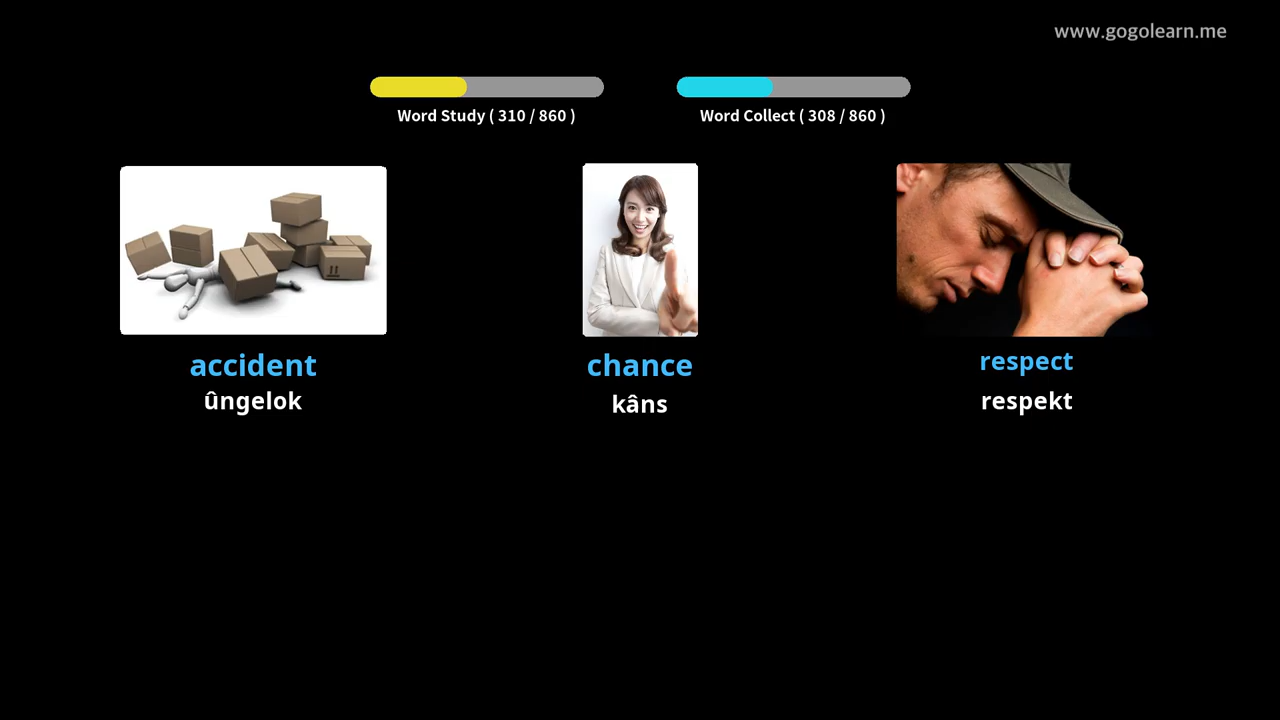 www.gogolearn.me
Word Study ( 310 / 860 )
Word Collect ( 308 / 860 )
accident
ûngelok
chance
kâns
respect
respekt